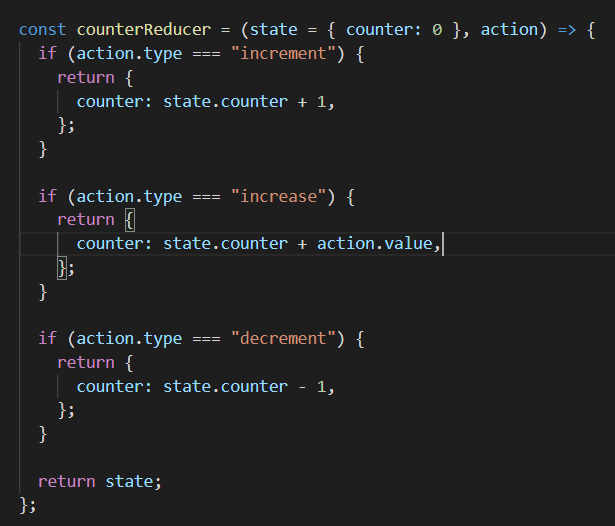 const counterReducer = (state = { counter: 0 }, action) => {
  if (action.type === "increment") {
    return {
      counter: state.counter + 1,
    };
  }

  if (action.type === "increase") {
    return {
      counter: state.counter + action.value,
    };
  }

  if (action.type === "decrement") {
    return {
      counter: state.counter - 1,
    };
  }

  return state;
};